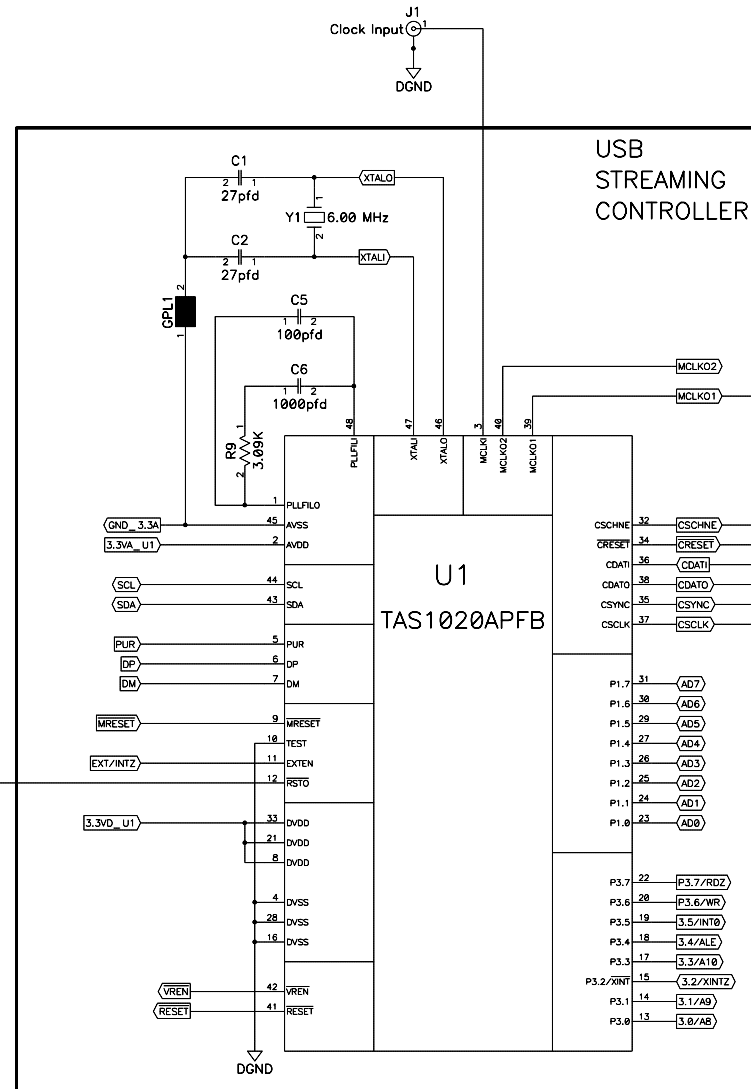 J1
Clock Input 1
DGND
USB
STREAMING
CONTROLLER
C1
2 1
27pfd
XTALO
1
Y1 6.00 MHz
2
C2
2 1
27pfd
XTALI
2
GPL1
1
C5
1 2
100pfd
C6
1 2
1000pfd
MCLKO2
MCLKO1
1
R9
3.09K
2
48 47 46 3 40 39
PLLFILI XTALI XTALO MCLKI MCLKO2 MCLKO1
1 PLLFILO
GND_3.3A 45 AVSS
3.3VA_U1 2 AVDD
SCL 44 SCL
SDA 43 SDA
PUR 5 PUR
DP 6 DP
DM 7 DM
MRESET 9 MRESET
10 TEST
EXT/INTZ 11 EXTEN
12 RSTO
3.3VD_U1 33 DVDD
21 DVDD
8 DVDD
4 DVSS
28 DVSS
16 DVSS
VREN 42 VREN
RESET 41 RESET
DGND
U1
TAS1020APFB
CSCHNE 32 CSCHNE
CRESET 34 CRESET
CDATI 36 CDATI
CDATO 38 CDATO
CSYNC 35 CSYNC
CSCLK 37 CSCLK
P1.7 31 AD7
P1.6 30 AD6
P1.5 29 AD5
P1.4 27 AD4
P1.3 26 AD3
P1.2 25 AD2
P1.1 24 AD1
P1.0 23 AD0
P3.7 22 P3.7/RDZ
P3.6 20 P3.6/WR
P3.5 19 3.5/INT0
P3.4 18 3.4/ALE
P3.3 17 3.3/A10
P3.2/XINT 15 3.2/XINTZ
P3.1 14 3.1/A9
P3.0 13 3.0/A8